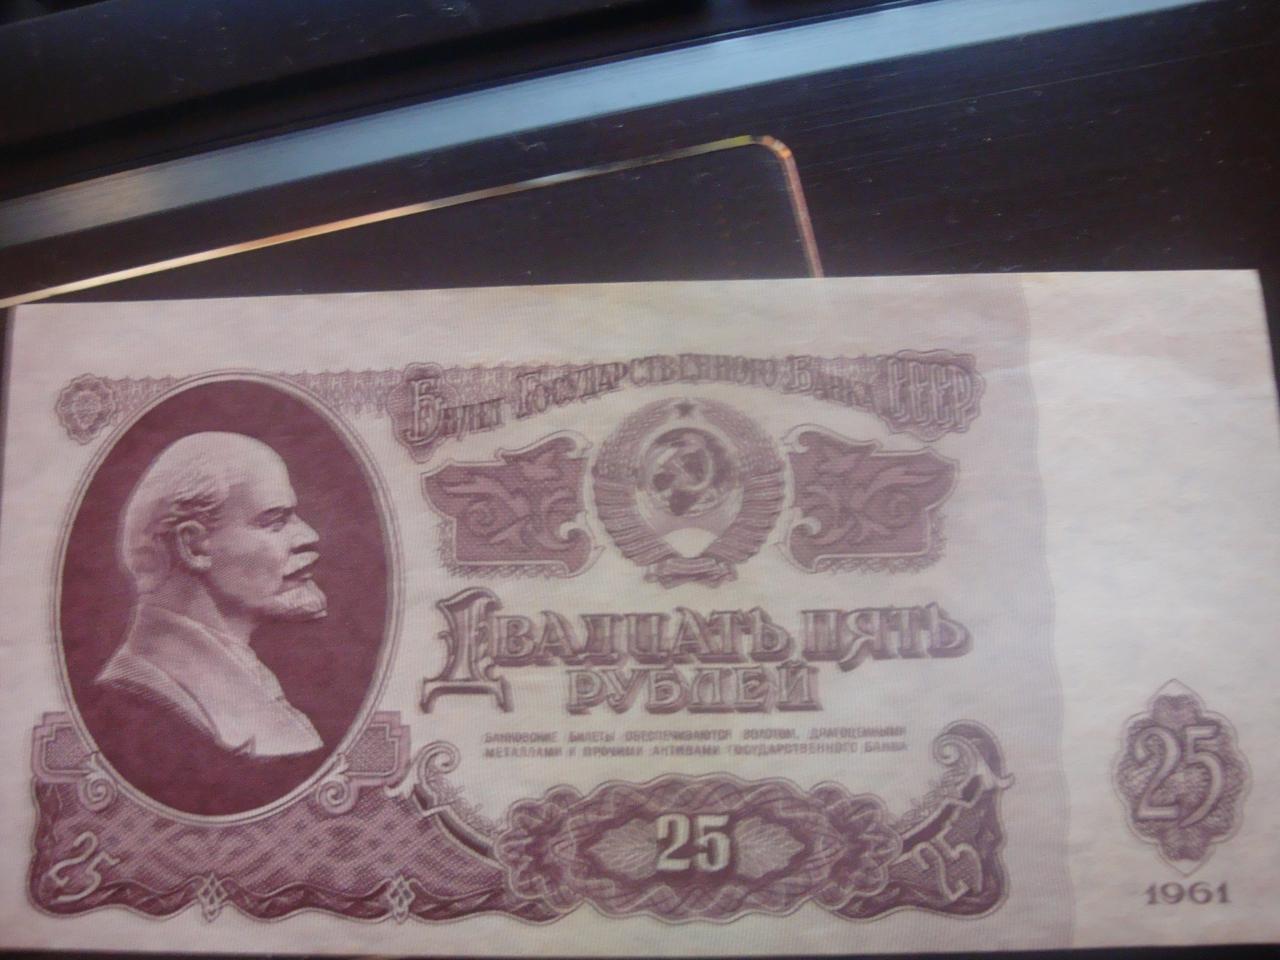 Билет Государственного Банка СССР
Двадцать пять
рублей
БАНКОВСКИЕ БИЛЕТЫ ОБЕСПЕЧИВАЮТСЯ ЗОЛОТОМ, ДРАГОЦЕННЫМИ
МЕТАЛЛАМИ И ПРОЧИМИ АКТИВАМИ ГОСУДАРСТВЕННОГО БАНКА
25
25
25
25
1961